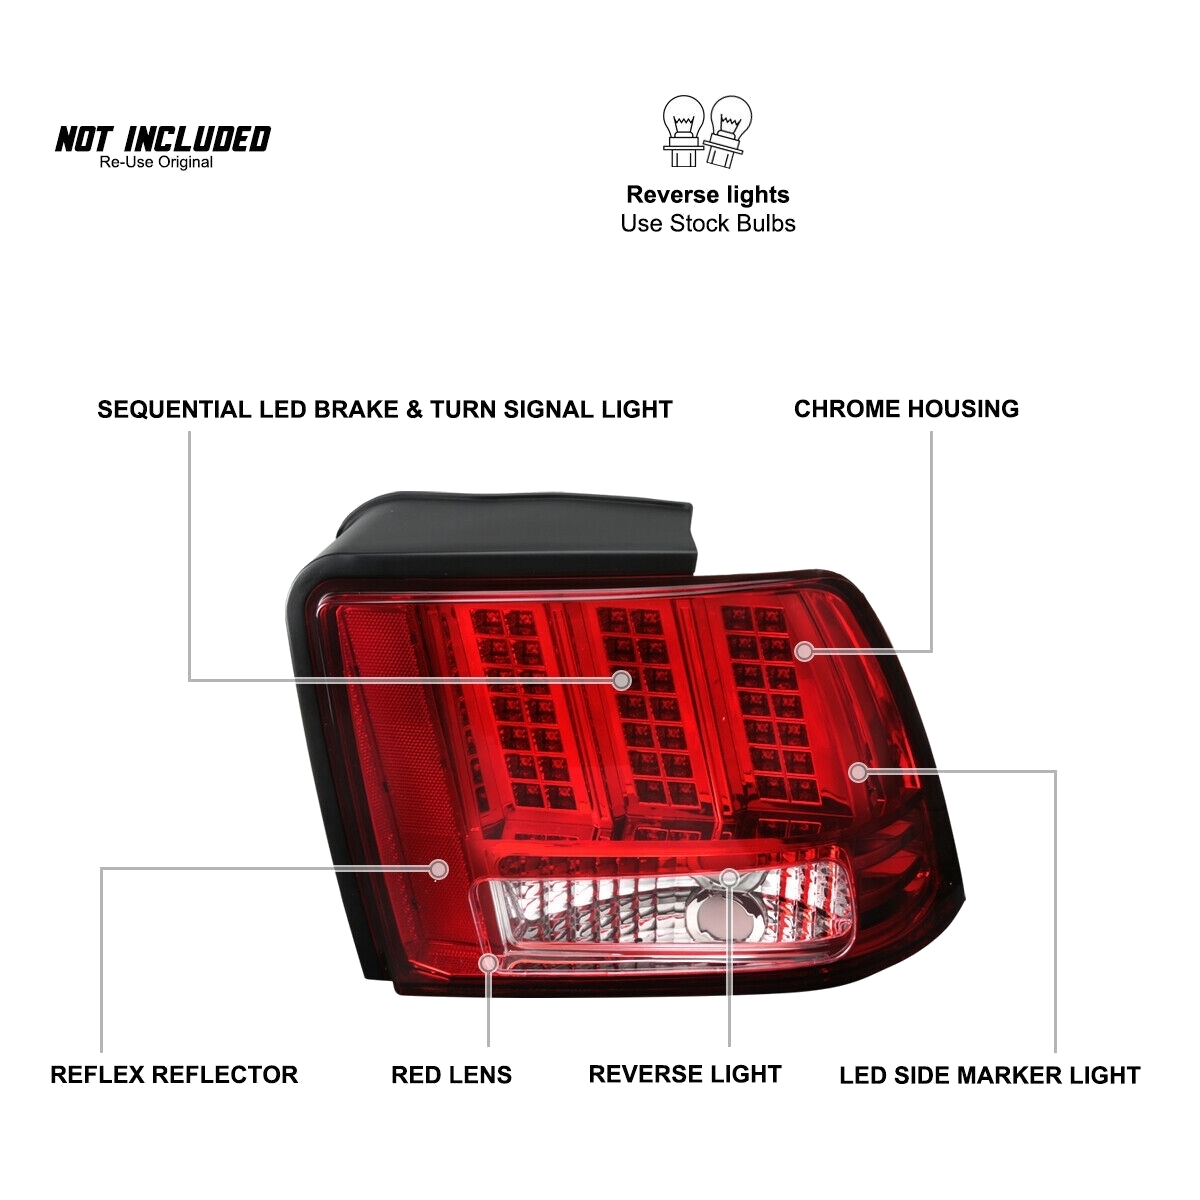 NOT INCLUDED
Re-Use Original
Reverse lights
Use Stock Bulbs
SEQUENTIAL LED BRAKE & TURN SIGNAL LIGHT
CHROME HOUSING
REFLEX REFLECTOR
RED LENS
REVERSE LIGHT
LED SIDE MARKER LIGHT